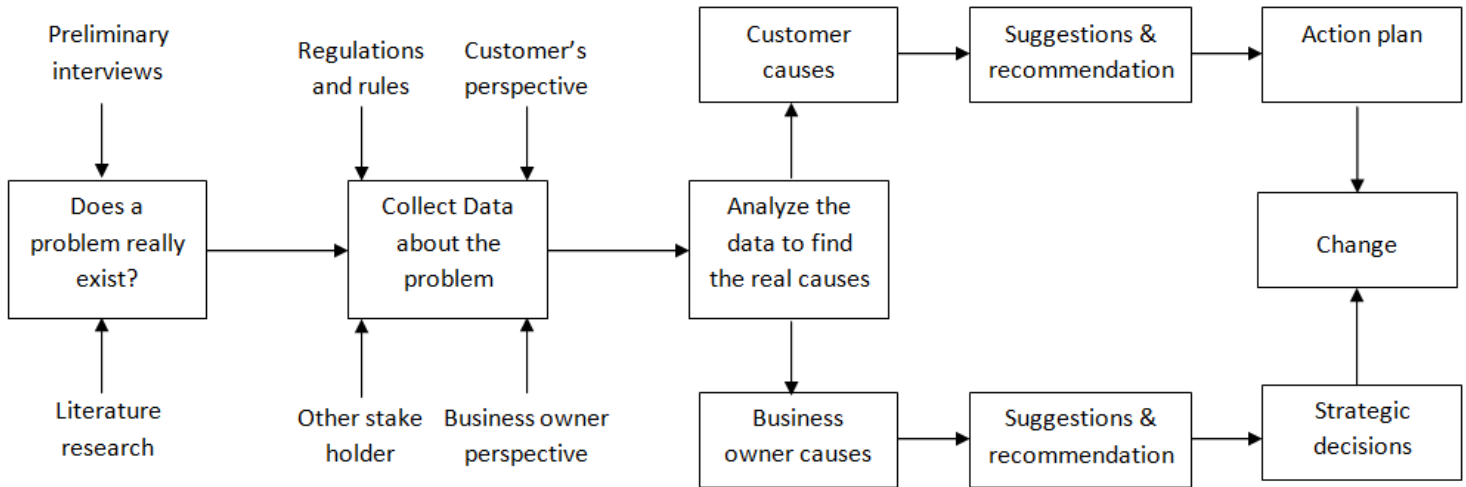 Preliminary
interviews
Regulations
and rules
Customer’s
perspective
Customer
causes
Suggestions &
recommendation
Action plan
Does a
problem really
exist?
Collect Data
about the
problem
Analyze the
data to find
the real causes
Change
Literature
research
Other stake
holder
Business owner
perspective
Business
owner causes
Suggestions &
recommendation
Strategic
decisions